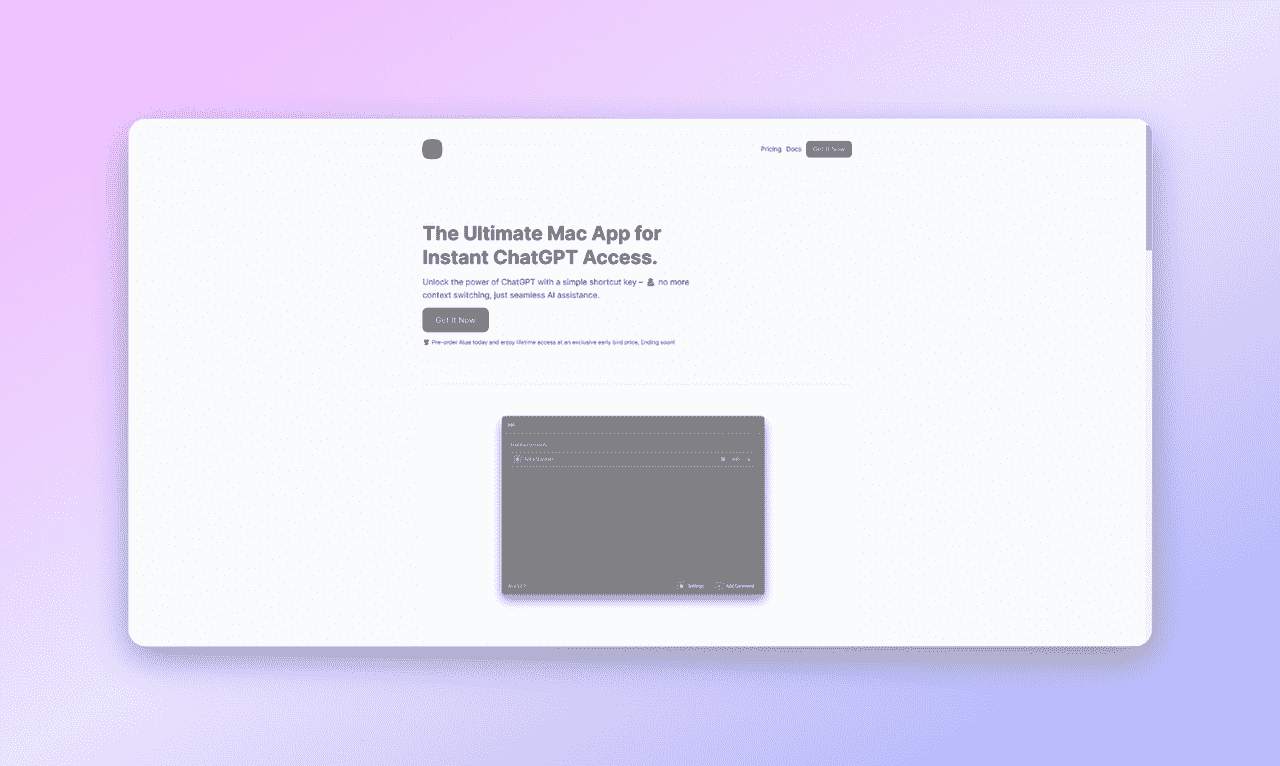 Pricing Docs Get It Now
The Ultimate Mac App for
Instant ChatGPT Access.
Unlock the power of ChatGPT with a simple shortcut key – no more
context switching, just seamless AI assistance.
Get It Now
Pre-order today and enjoy lifetime access at an exclusive early bird price, Ending soon!
Settings Add Command